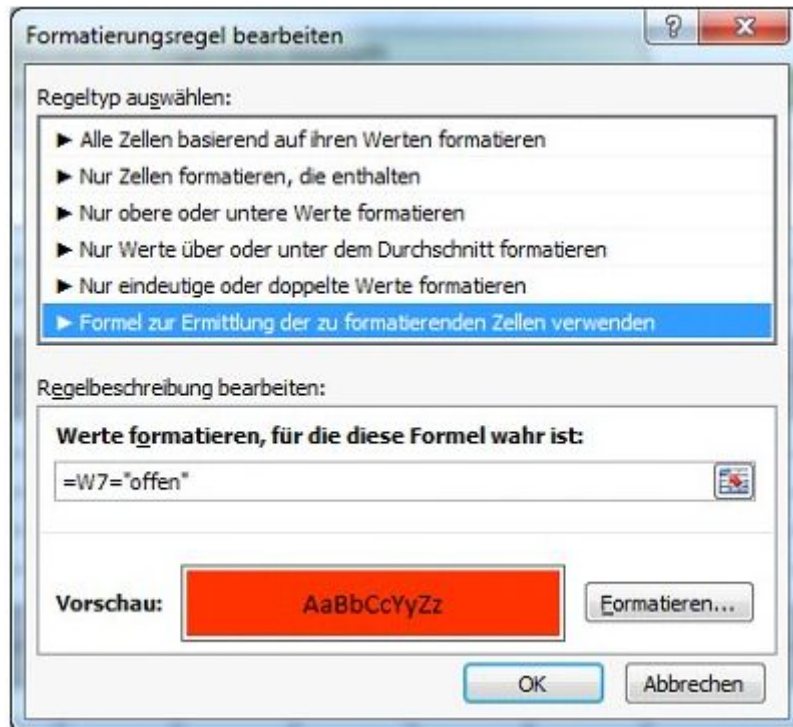 Formatierungsregel bearbeiten
Regeltyp auswählen:
► Alle Zellen basierend auf ihren Werten formatieren
► Nur Zellen formatieren, die enthalten
► Nur obere oder untere Werte formatieren
► Nur Werte über oder unter dem Durchschnitt formatieren
► Nur eindeutige oder doppelte Werte formatieren
► Formel zur Ermittlung der zu formatierenden Zellen verwenden
Regelbeschreibung bearbeiten:
Werte formatieren, für die diese Formel wahr ist:
=W7="offen"
Vorschau: AaBbCcYyZz Formatieren...
OK Abbrechen